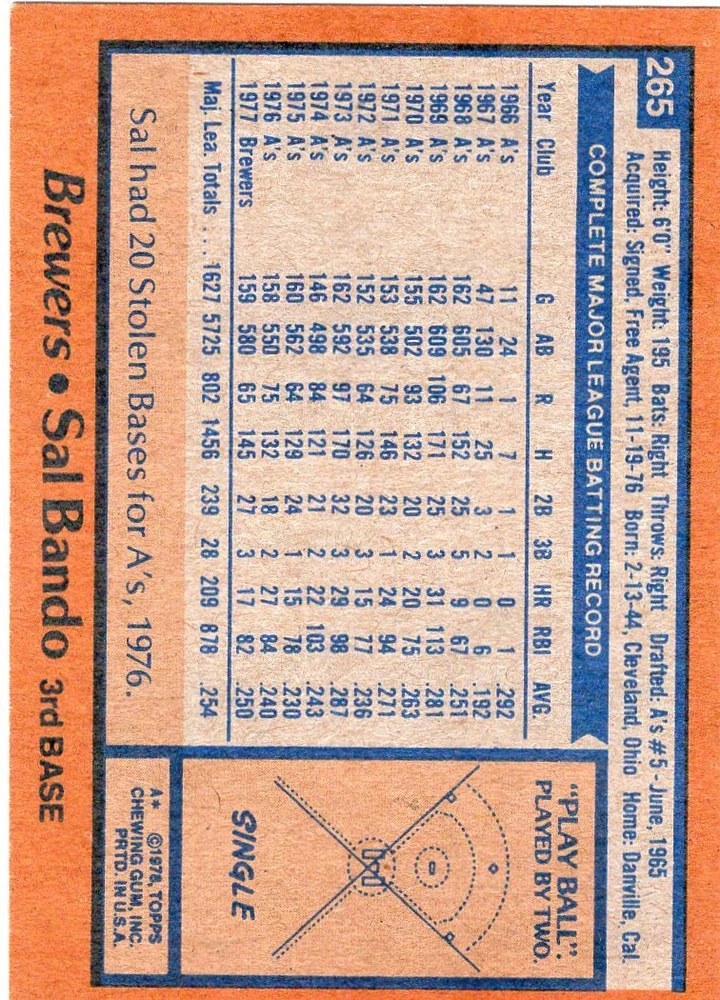 265
Height: 6'0" Weight: 195 Bats: Right Throws: Right Drafted: A's #5 - June, 1965
Acquired: Signed, Free Agent, 11-19-76 Born: 2-13-44, Cleveland, Ohio Home: Danville, Cal.
COMPLETE MAJOR LEAGUE BATTING RECORD
Year Club G AB R H 2B 3B HR RBI AVG.
1966 A's 11 24 1 7 1 1 0 1 .292
1967 A's 47 130 11 25 3 2 0 6 .192
1968 A's 162 605 67 152 25 5 9 67 .251
1969 A's 162 609 106 171 25 3 31 113 .281
1970 A's 155 502 93 132 20 2 20 75 .263
1971 A's 153 538 75 146 23 1 24 94 .271
1972 A's 152 535 64 126 20 3 15 77 .236
1973 A's 162 592 97 170 32 3 29 98 .287
1974 A's 146 498 84 121 21 2 22 103 .243
1975 A's 160 562 64 129 24 1 15 78 .230
1976 A's 158 550 75 132 18 2 27 84 .240
1977 Brewers 159 580 65 145 27 3 17 82 .250
Maj. Lea. Totals . . . 1627 5725 802 1456 239 28 209 878 .254
Sal had 20 Stolen Bases for A's, 1976.
"PLAY BALL".
PLAYED BY TWO.
SINGLE
A* ©1978, TOPPS
CHEWING GUM, INC.
PRTD. IN U.S.A.
Brewers • Sal Bando 3rd BASE